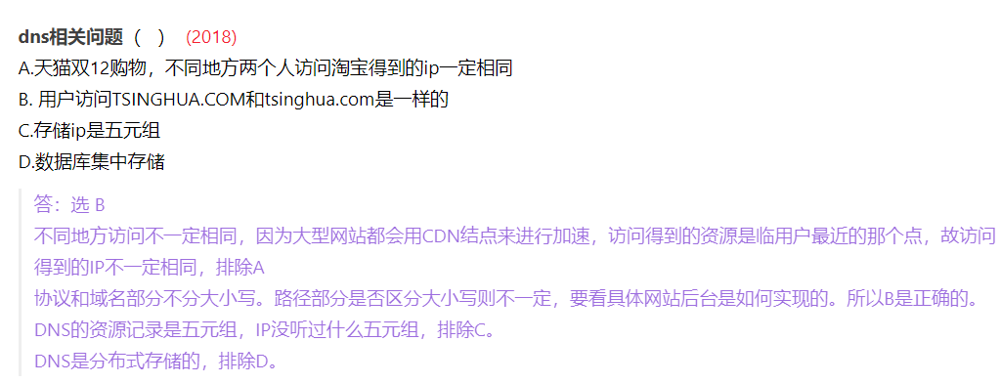 dns相关问题（ ） (2018)
A.天猫双12购物，不同地方两个人访问淘宝得到的ip一定相同
B. 用户访问TSINGHUA.COM和tsinghua.com是一样的
C.存储ip是五元组
D.数据库集中存储
答：选 B
不同地方访问不一定相同，因为大型网站都会用CDN结点来进行加速，访问得到的资源是临用户最近的那个点，故访问
得到的IP不一定相同，排除A
协议和域名部分不分大小写。路径部分是否区分大小写则不一定，要看具体网站后台是如何实现的。所以B是正确的。
DNS的资源记录是五元组，IP没听过什么五元组，排除C。
DNS是分布式存储的，排除D。